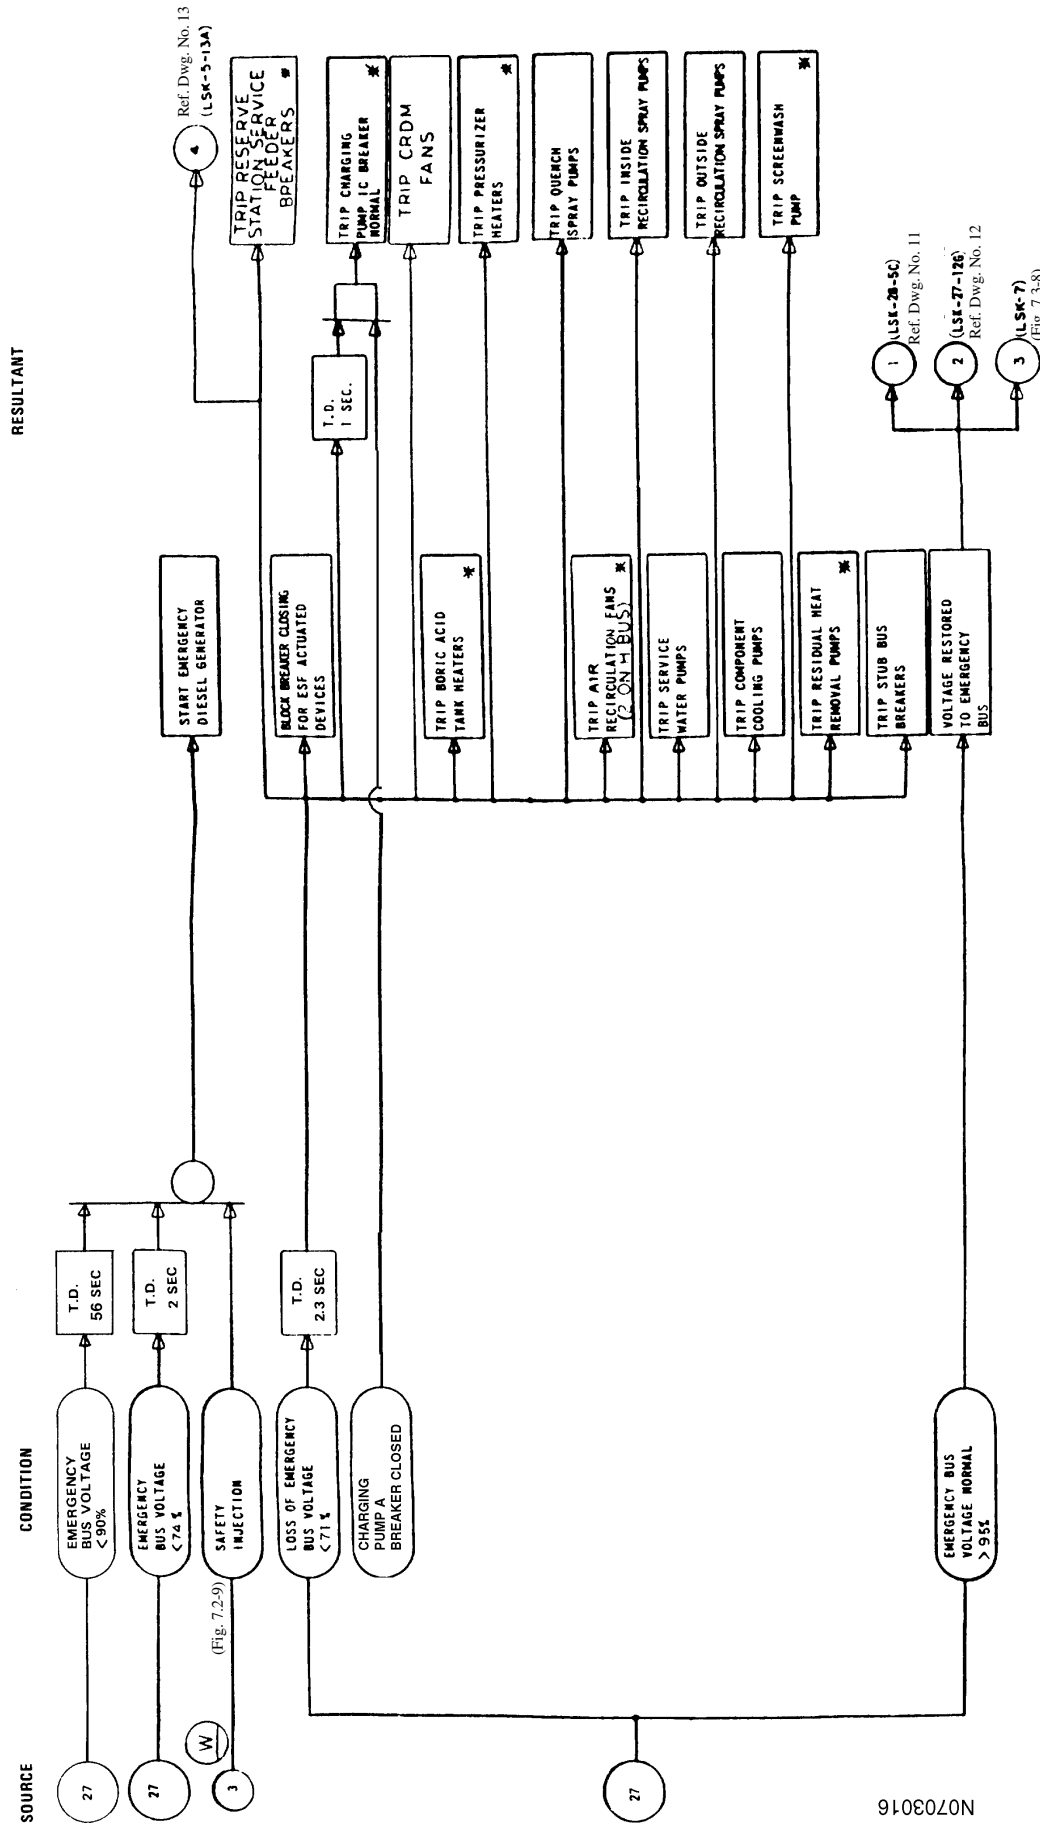 SOURCE
CONDITION
RESULTANT
27
EMERGENCY
BUS VOLTAGE
<90%
T.D.
56 SEC
27
EMERGENCY
BUS VOLTAGE
<74%
T.D.
2 SEC
W
3
(Fig. 7.2-9)
SAFETY
INJECTION
START EMERGENCY
DIESEL GENERATOR
27
LOSS OF EMERGENCY
BUS VOLTAGE
<71%
T.D.
2.3 SEC
CHARGING
PUMP A
BREAKER CLOSED
EMERGENCY BUS
VOLTAGE NORMAL
>95%
BLOCK BREAKER CLOSING
FOR ESF ACTUATED
DEVICES
TRIP BORIC ACID
TANK HEATERS
*
TRIP AIR
RECIRCULATION FANS
(2 ON H BUS)
*
TRIP SERVICE
WATER PUMPS
TRIP COMPONENT
COOLING PUMPS
TRIP RESIDUAL HEAT
REMOVAL PUMPS
*
TRIP STUB BUS
BREAKERS
VOLTAGE RESTORED
TO EMERGENCY
BUS
T.D.
1 SEC.
4
Ref. Dwg. No. 13
(LSK-5-13A)
TRIP RESERVE
STATION SERVICE
FEEDER
BREAKERS
*
TRIP CHARGING
PUMP IC BREAKER
NORMAL
*
TRIP CRDM
FANS
TRIP PRESSURIZER
HEATERS
*
TRIP QUENCH
SPRAY PUMPS
TRIP INSIDE
RECIRCULATION SPRAY PUMPS
TRIP OUTSIDE
RECIRCULATION SPRAY PUMPS
TRIP SCREENWASH
PUMP
*
1
(LSK-28-5C)
Ref. Dwg. No. 11
2
(LSK-27-12G)
Ref. Dwg. No. 12
3
(LSK-7)
(Fig. 7.3-8)
N0703016